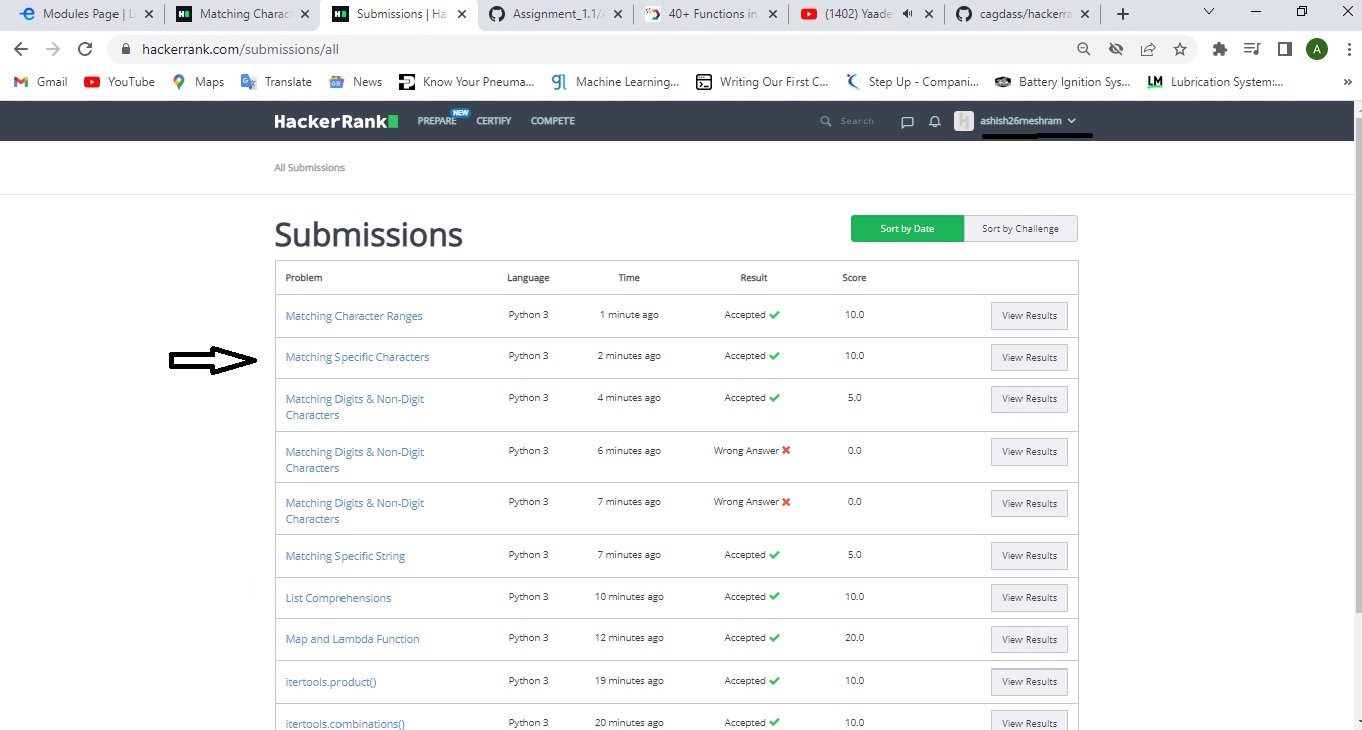 Modules Page | L
Matching Charact
Submissions | Ha
Assignment_1.1/
40+ Functions in
(1402) Yaade
cagdass/hackerra
hackerrank.com/submissions/all
A
Gmail
YouTube
Maps
Translate
News
Know Your Pneuma...
Machine Learning...
Writing Our First C...
Step Up - Compani...
Battery Ignition Sys...
LM
Lubrication System:...
HackerRank
PREPARE
NEW
CERTIFY
COMPETE
Search
ashish26meshram
All Submissions
Submissions
Sort by Date
Sort by Challenge
Problem Language Time Result Score
Matching Character Ranges Python 3 1 minute ago Accepted 10.0 View Results
Matching Specific Characters Python 3 2 minutes ago Accepted 10.0 View Results
Matching Digits & Non-Digit Python 3 4 minutes ago Accepted 5.0 View Results
Characters
Matching Digits & Non-Digit Python 3 6 minutes ago Wrong Answer 0.0 View Results
Characters
Matching Digits & Non-Digit Python 3 7 minutes ago Wrong Answer 0.0 View Results
Characters
Matching Specific String Python 3 7 minutes ago Accepted 5.0 View Results
List Comprehensions Python 3 10 minutes ago Accepted 10.0 View Results
Map and Lambda Function Python 3 12 minutes ago Accepted 20.0 View Results
itertools.product() Python 3 19 minutes ago Accepted 10.0 View Results
itertools.combinations() Python 3 20 minutes ago Accepted 10.0 View Results